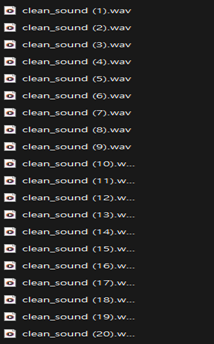 clean_sound (1).wav
clean_sound (2).wav
clean_sound (3).wav
clean_sound (4).wav
clean_sound (5).wav
clean_sound (6).wav
clean_sound (7).wav
clean_sound (8).wav
clean_sound (9).wav
clean_sound (10).w...
clean_sound (11).w...
clean_sound (12).w...
clean_sound (13).w...
clean_sound (14).w...
clean_sound (15).w...
clean_sound (16).w...
clean_sound (17).w...
clean_sound (18).w...
clean_sound (19).w...
clean_sound (20).w...